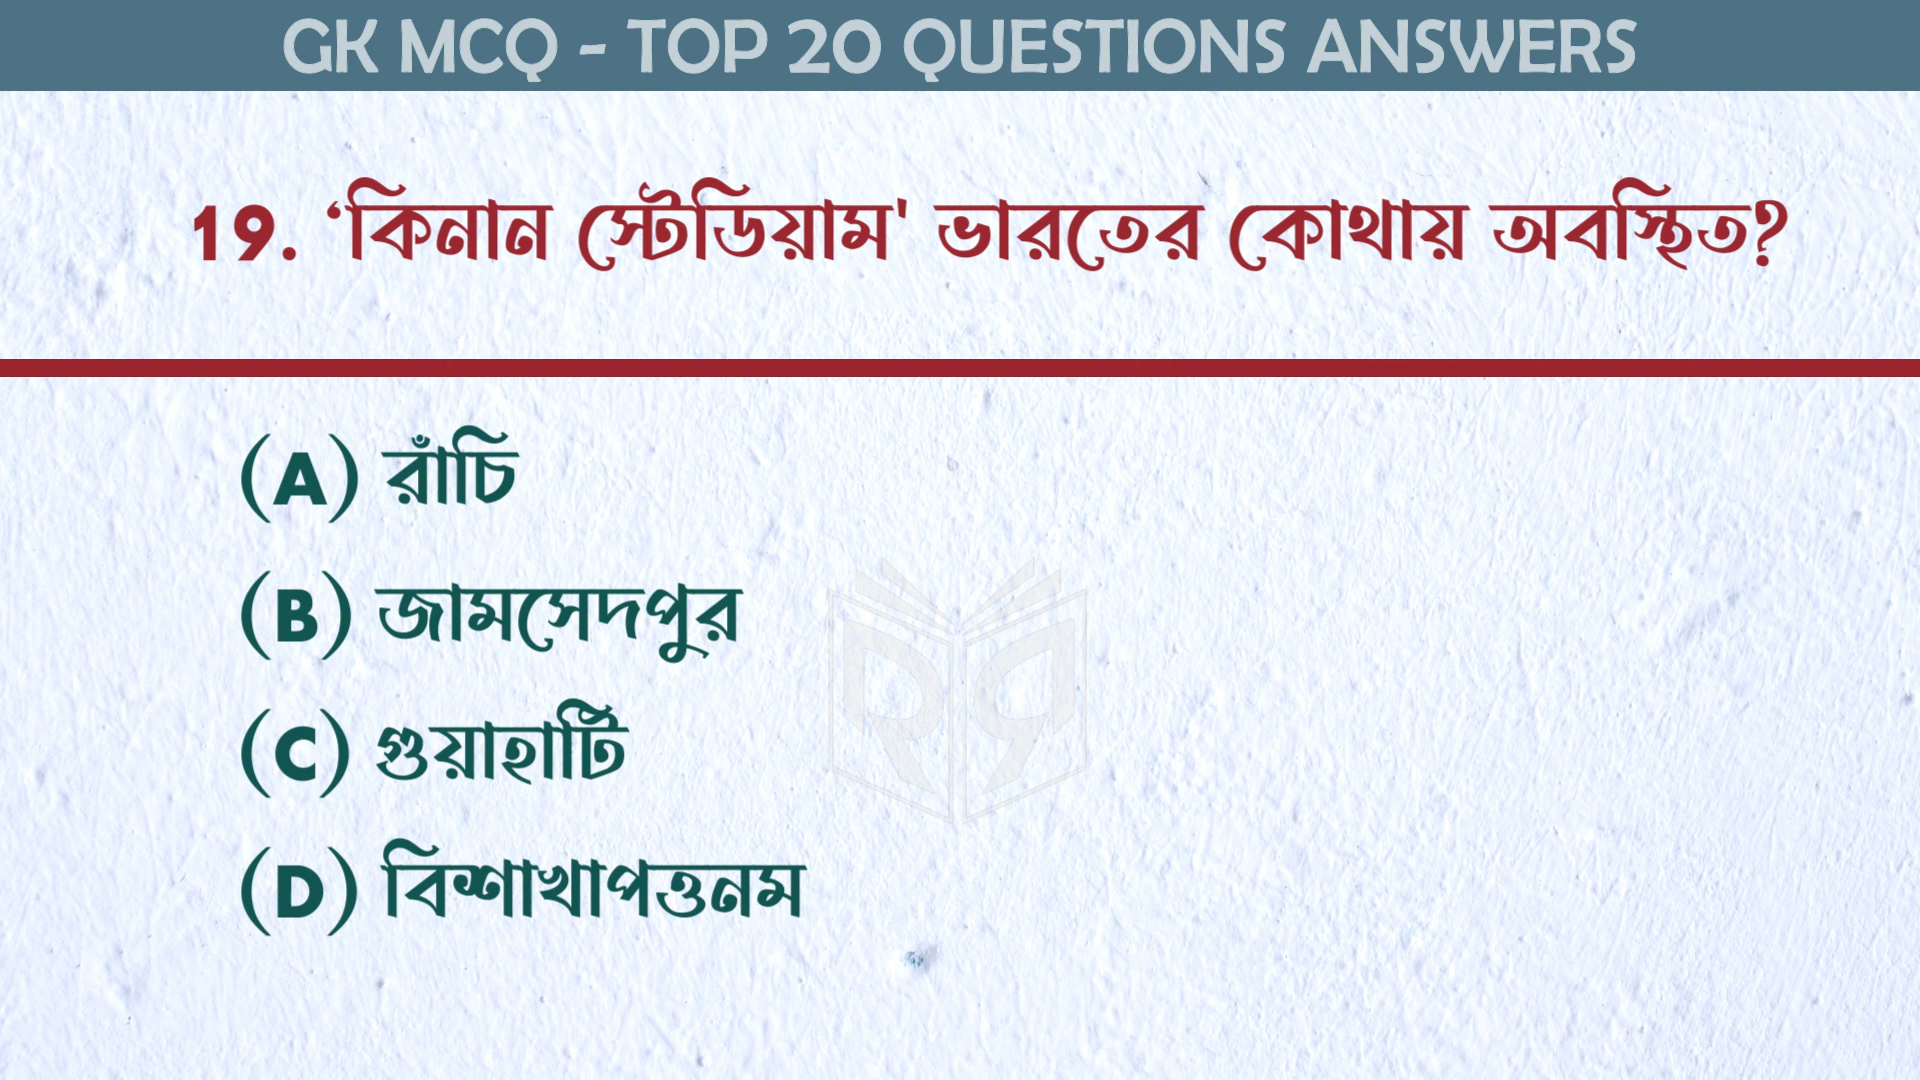 GK MCQ - TOP 20 QUESTIONS ANSWERS
19. ‘কিনান স্টেডিয়াম' ভারতের কোথায় অবস্থিত?
(A) রাঁচি
(B) জামসেদপুর
(C) গুয়াহাটি
(D) বিশাখাপত্তনম